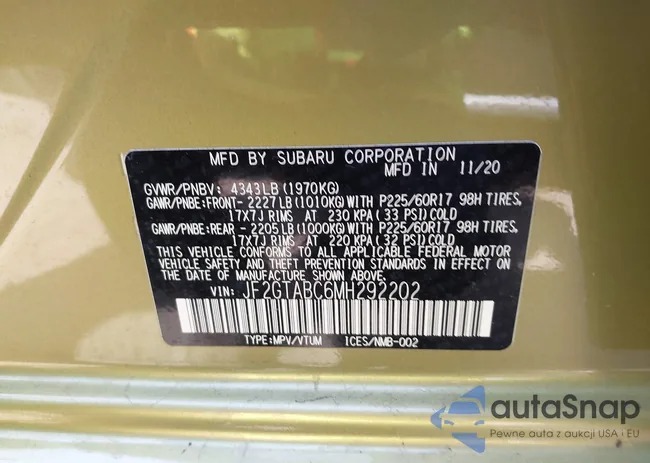 MFD BY SUBARU CORPORATION
MFD IN 11/20
GVWR/PNBV: 4343LB (1970KG)
GAWR/PNBE:FRONT- 2227LB (1010KG) WITH P225/60R17 98H TIRES,
17X7J RIMS AT 230 KPA (33 PSI) COLD
GAWR/PNBE:REAR - 2205LB (1000KG) WITH P225/60R17 98H TIRES,
17X7J RIMS AT 220 KPA (32 PSI) COLD
THIS VEHICLE CONFORMS TO ALL APPLICABLE FEDERAL MOTOR
VEHICLE SAFETY AND THEFT PREVENTION STANDARDS IN EFFECT
ON THE DATE OF MANUFACTURE SHOWN ABOVE.
VIN: JF2GTABC6MH292202
TYPE:MPV/VTUM ICES/NMB-002
autaSnap
Pewne auta z aukcji USA i EU